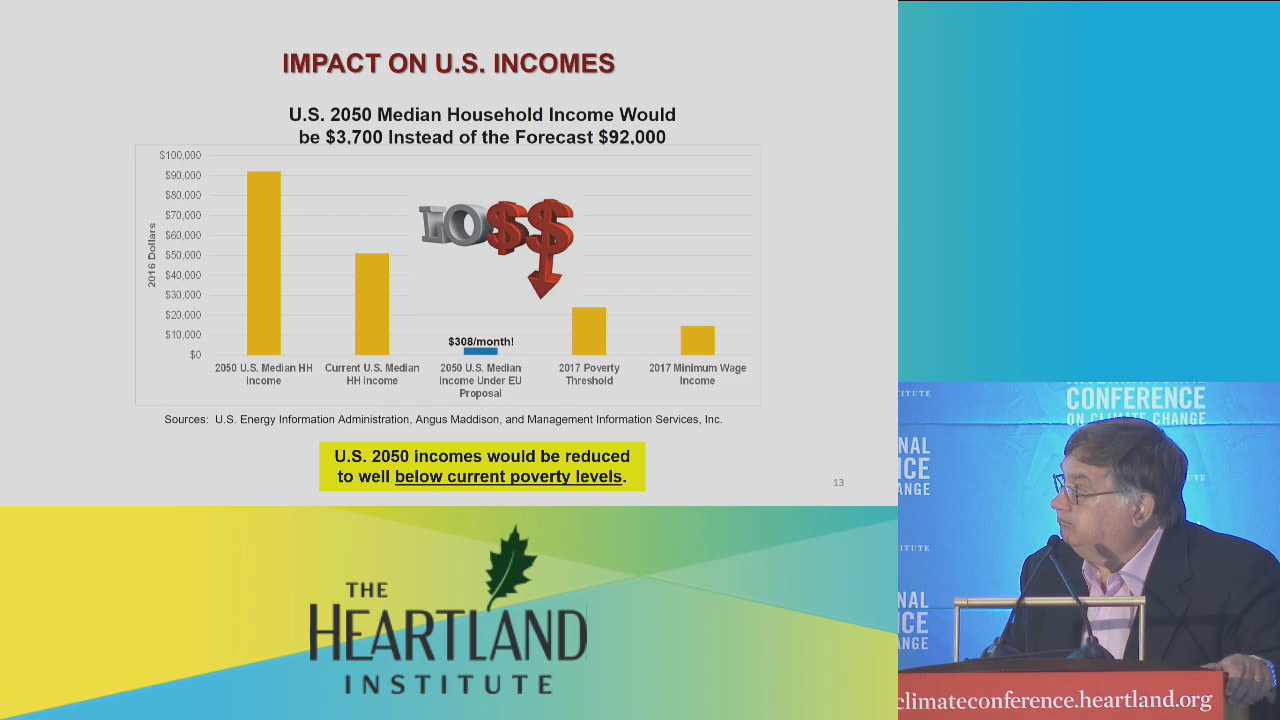 IMPACT ON U.S. INCOMES
U.S. 2050 Median Household Income Would
be $3,700 Instead of the Forecast $92,000
$100,000
$90,000
$80,000
$70,000
$60,000
$50,000
$40,000
$30,000
$20,000
$10,000
$0
2016 Dollars
LO$$
$308/month!
2050 U.S. Median HH
Income
Current U.S. Median
HH Income
2050 U.S. Median
Income Under EU
Proposal
2017 Poverty
Threshold
2017 Minimum Wage
Income
Sources: U.S. Energy Information Administration, Angus Maddison, and Management Information Services, Inc.
U.S. 2050 incomes would be reduced
to well below current poverty levels.
13
THE
HEARTLAND
INSTITUTE
CONFERENCE
ON CLIMATE CHANGE
climateconference.heartland.org